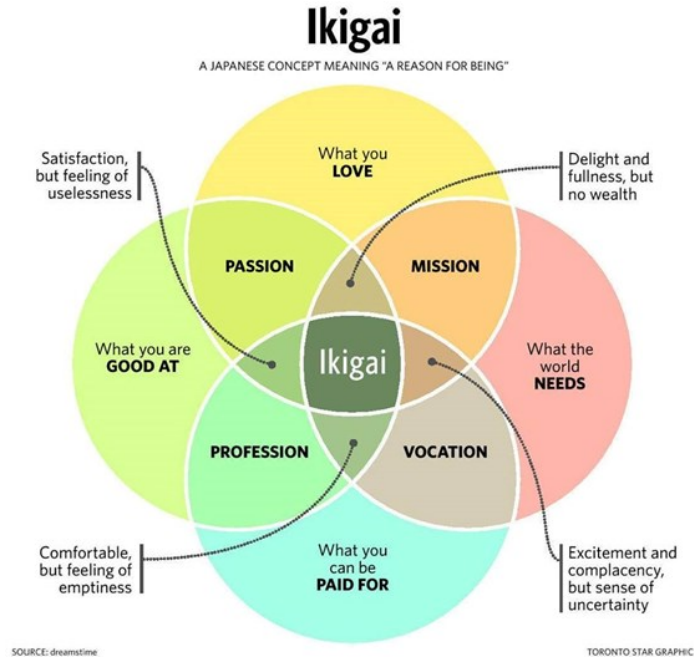 Ikigai
A JAPANESE CONCEPT MEANING "A REASON FOR BEING"
What you
LOVE
Satisfaction,
but feeling of
uselessness
Delight and
fullness, but
no wealth
PASSION
MISSION
What you are
GOOD AT
Ikigai
What the
world
NEEDS
PROFESSION
VOCATION
Comfortable,
but feeling of
emptiness
What you
can be
PAID FOR
Excitement and
complacency,
but sense of
uncertainty
SOURCE: dreamstime
TORONTO STAR GRAPHIC